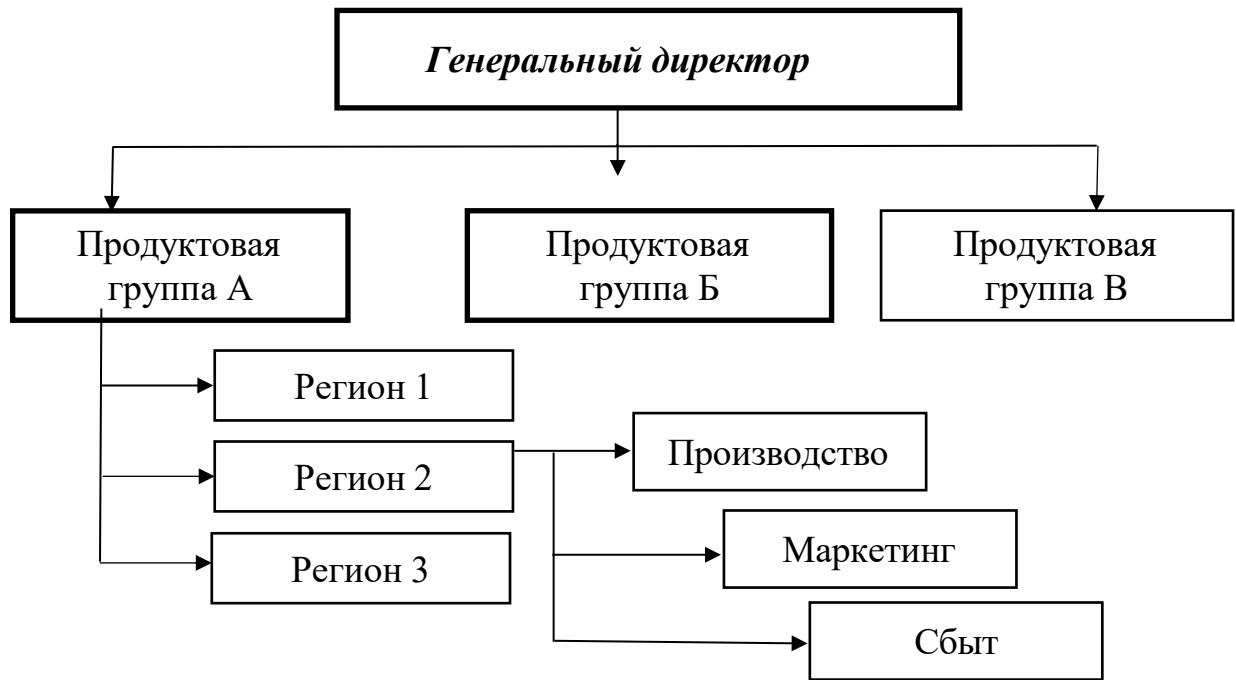 Генеральный директор
Продуктовая
группа А
Продуктовая
группа Б
Продуктовая
группа В
Регион 1
Регион 2
Регион 3
Производство
Маркетинг
Сбыт